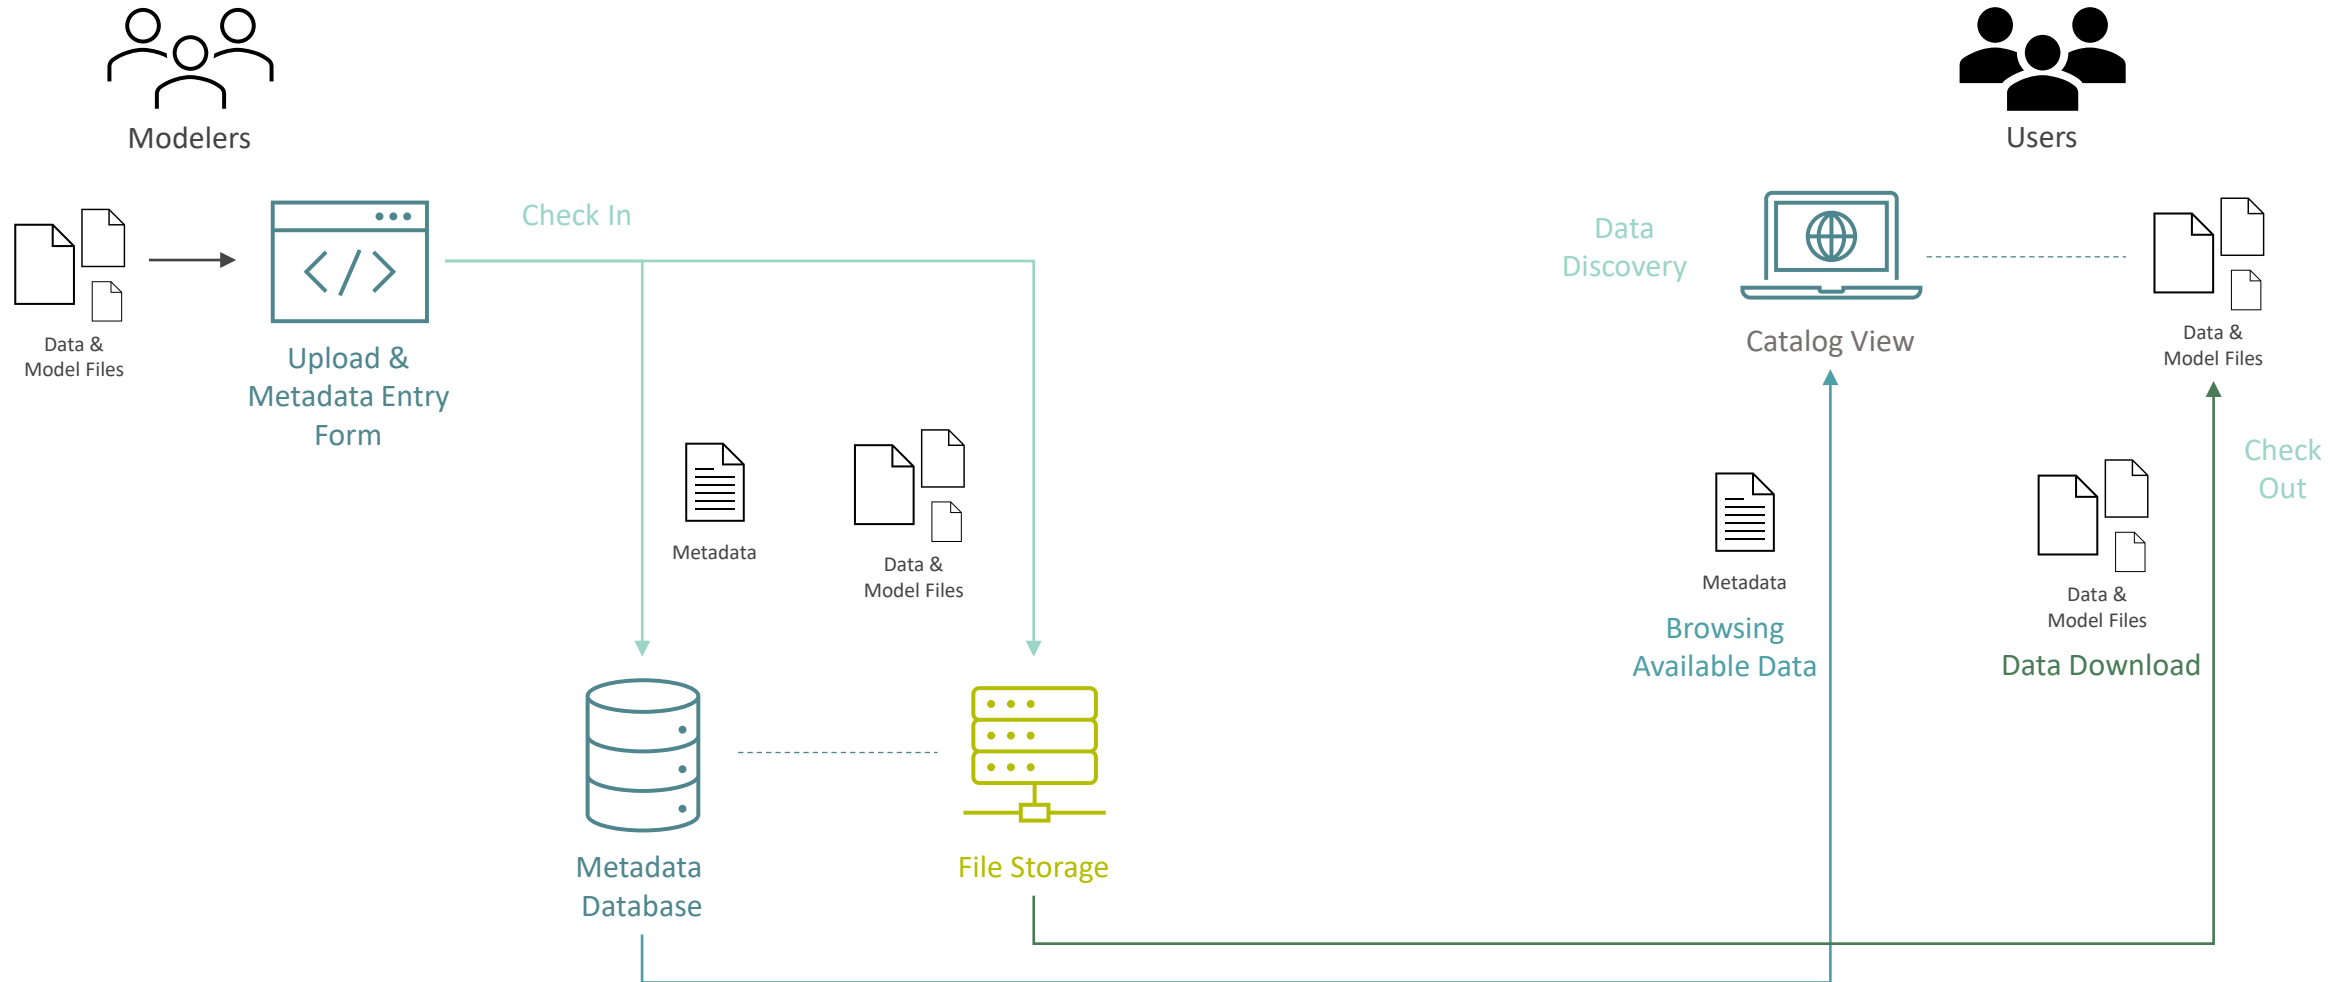 Modelers
Users
Data &
Model Files
Upload &
Metadata Entry
Form
Check In
Metadata
Data &
Model Files
Metadata
Database
File Storage
Data
Discovery
Catalog View
Data &
Model Files
Check
Out
Metadata
Browsing
Available Data
Data &
Model Files
Data Download